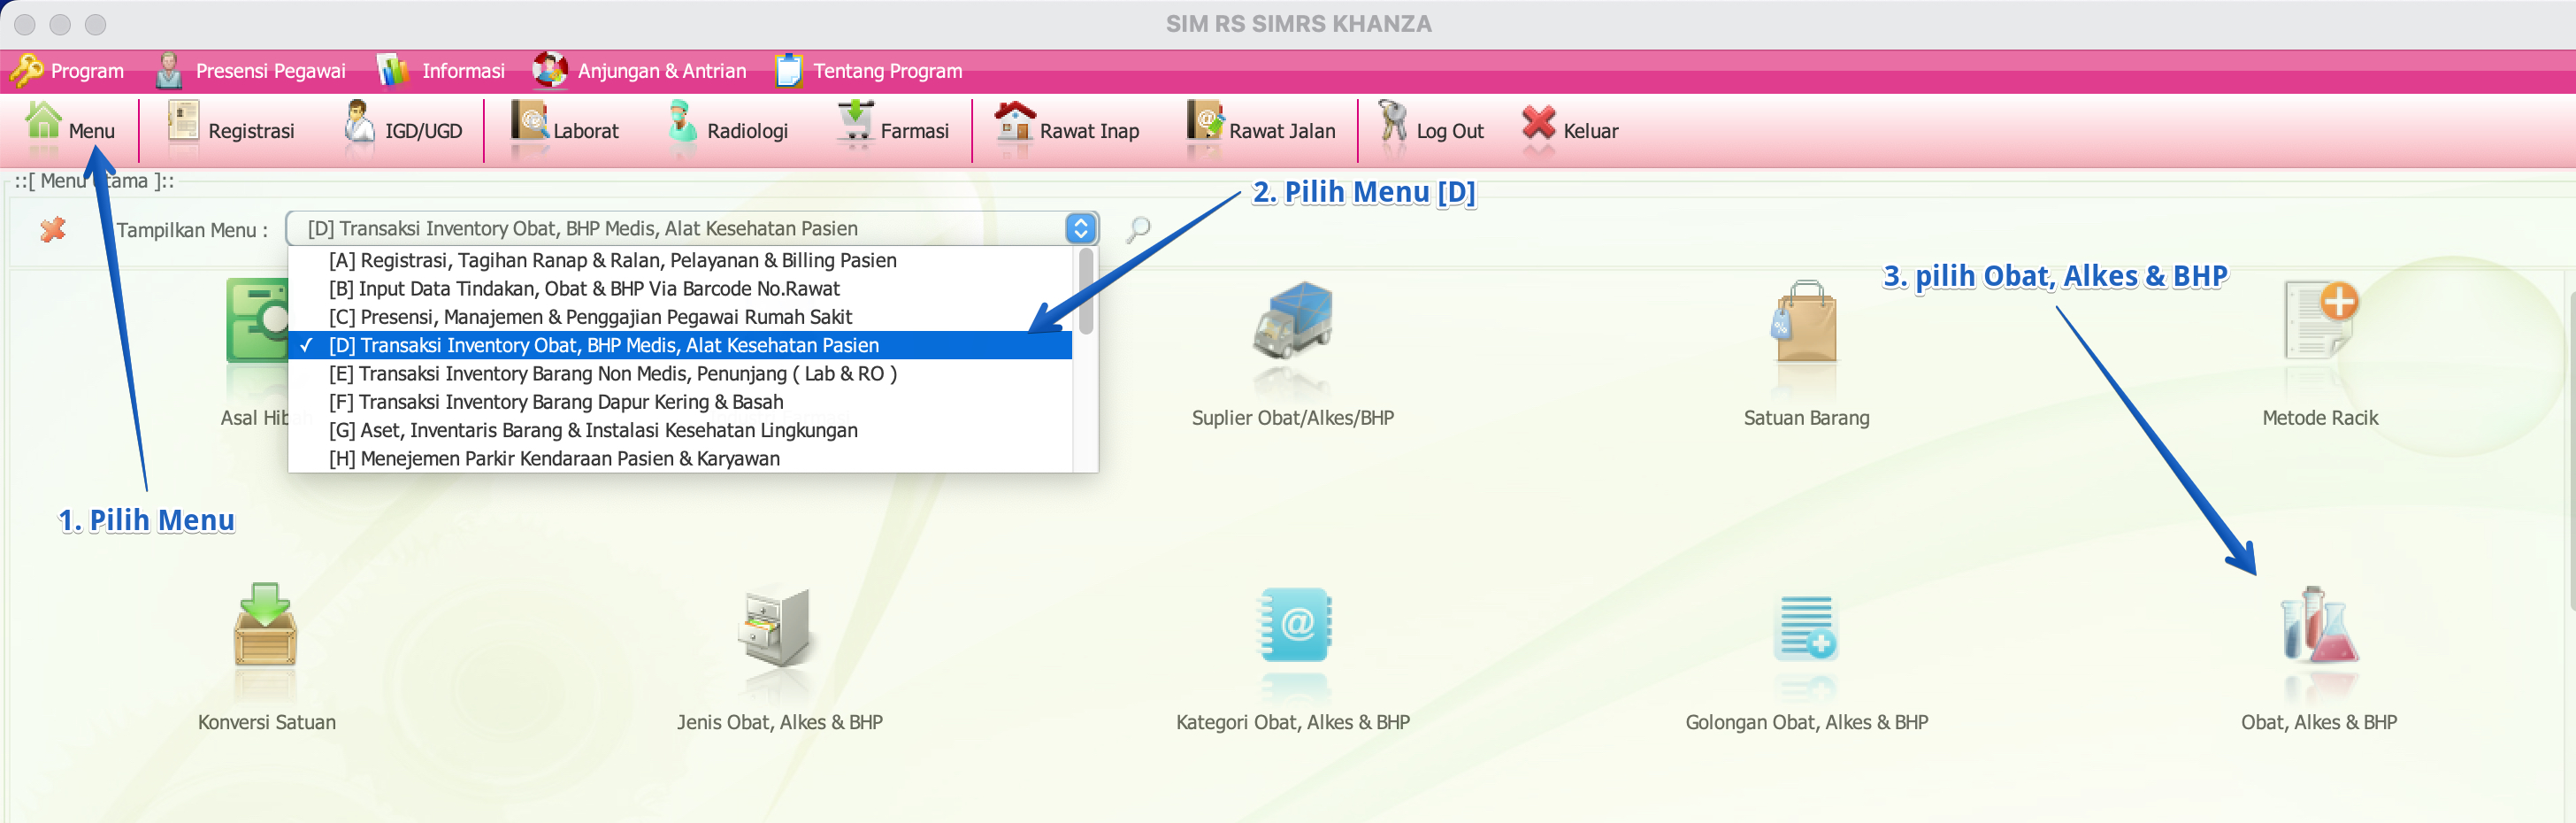 SIM RS SIMRS KHANZA
Program Presensi Pegawai Informasi Anjungan & Antrian Tentang Program
Menu Registrasi IGD/UGD Laborat Radiologi Farmasi Rawat Inap Rawat Jalan Log Out Keluar
::[ Menu Utama ]::
2. Pilih Menu [D]
Tampilkan Menu : [D] Transaksi Inventory Obat, BHP Medis, Alat Kesehatan Pasien
[A] Registrasi, Tagihan Ranap & Ralan, Pelayanan & Billing Pasien
[B] Input Data Tindakan, Obat & BHP Via Barcode No.Rawat
[C] Presensi, Manajemen & Penggajian Pegawai Rumah Sakit
✓ [D] Transaksi Inventory Obat, BHP Medis, Alat Kesehatan Pasien
[E] Transaksi Inventory Barang Non Medis, Penunjang ( Lab & RO )
[F] Transaksi Inventory Barang Dapur Kering & Basah
[G] Aset, Inventaris Barang & Instalasi Kesehatan Lingkungan
[H] Menejemen Parkir Kendaraan Pasien & Karyawan
3. pilih Obat, Alkes & BHP
Asal Hib Suplier Obat/Alkes/BHP Satuan Barang Metode Racik
1. Pilih Menu
Konversi Satuan Jenis Obat, Alkes & BHP Kategori Obat, Alkes & BHP Golongan Obat, Alkes & BHP Obat, Alkes & BHP